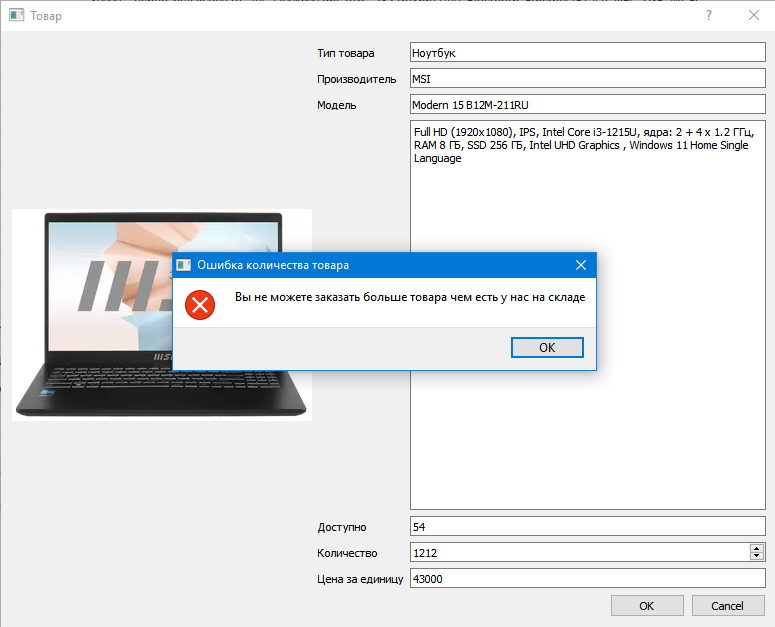 Товар
?
Тип товара
Ноутбук
Производитель
MSI
Модель
Modern 15 B12M-211RU
Full HD (1920x1080), IPS, Intel Core i3-1215U, ядра: 2 + 4 x 1.2 ГГц,
RAM 8 ГБ, SSD 256 ГБ, Intel UHD Graphics , Windows 11 Home Single
Language
Ошибка количества товара
Вы не можете заказать больше товара чем есть у нас на складе
OK
Доступно
54
Количество
1212
Цена за единицу
43000
OK
Cancel